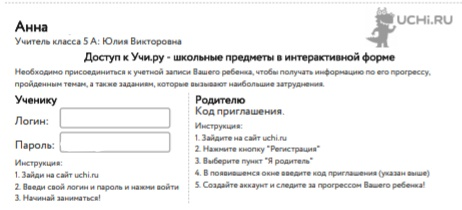 UCHi.RU
Анна
Учитель класса 5 А: Юлия Викторовна
Доступ к Учи.ру - школьные предметы в интерактивной форме
Необходимо присоединиться к учетной записи Вашего ребенка, чтобы получать информацию по его прогрессу,
пройденным темам, а также заданиям, которые вызывают наибольшие затруднения.
Ученику
Логин:
Пароль:
Инструкция:
1. Зайди на сайт uchi.ru
2. Введи свой логин и пароль и нажми войти
3. Начинай заниматься!
Родителю
Код приглашения.
Инструкция:
1. Зайдите на сайт uchi.ru
2. Нажмите кнопку "Регистрация"
3. Выберите пункт "Я родитель"
4. В появившемся окне введите код приглашения (указан выше)
5. Создайте аккаунт и следите за прогрессом Вашего ребенка!